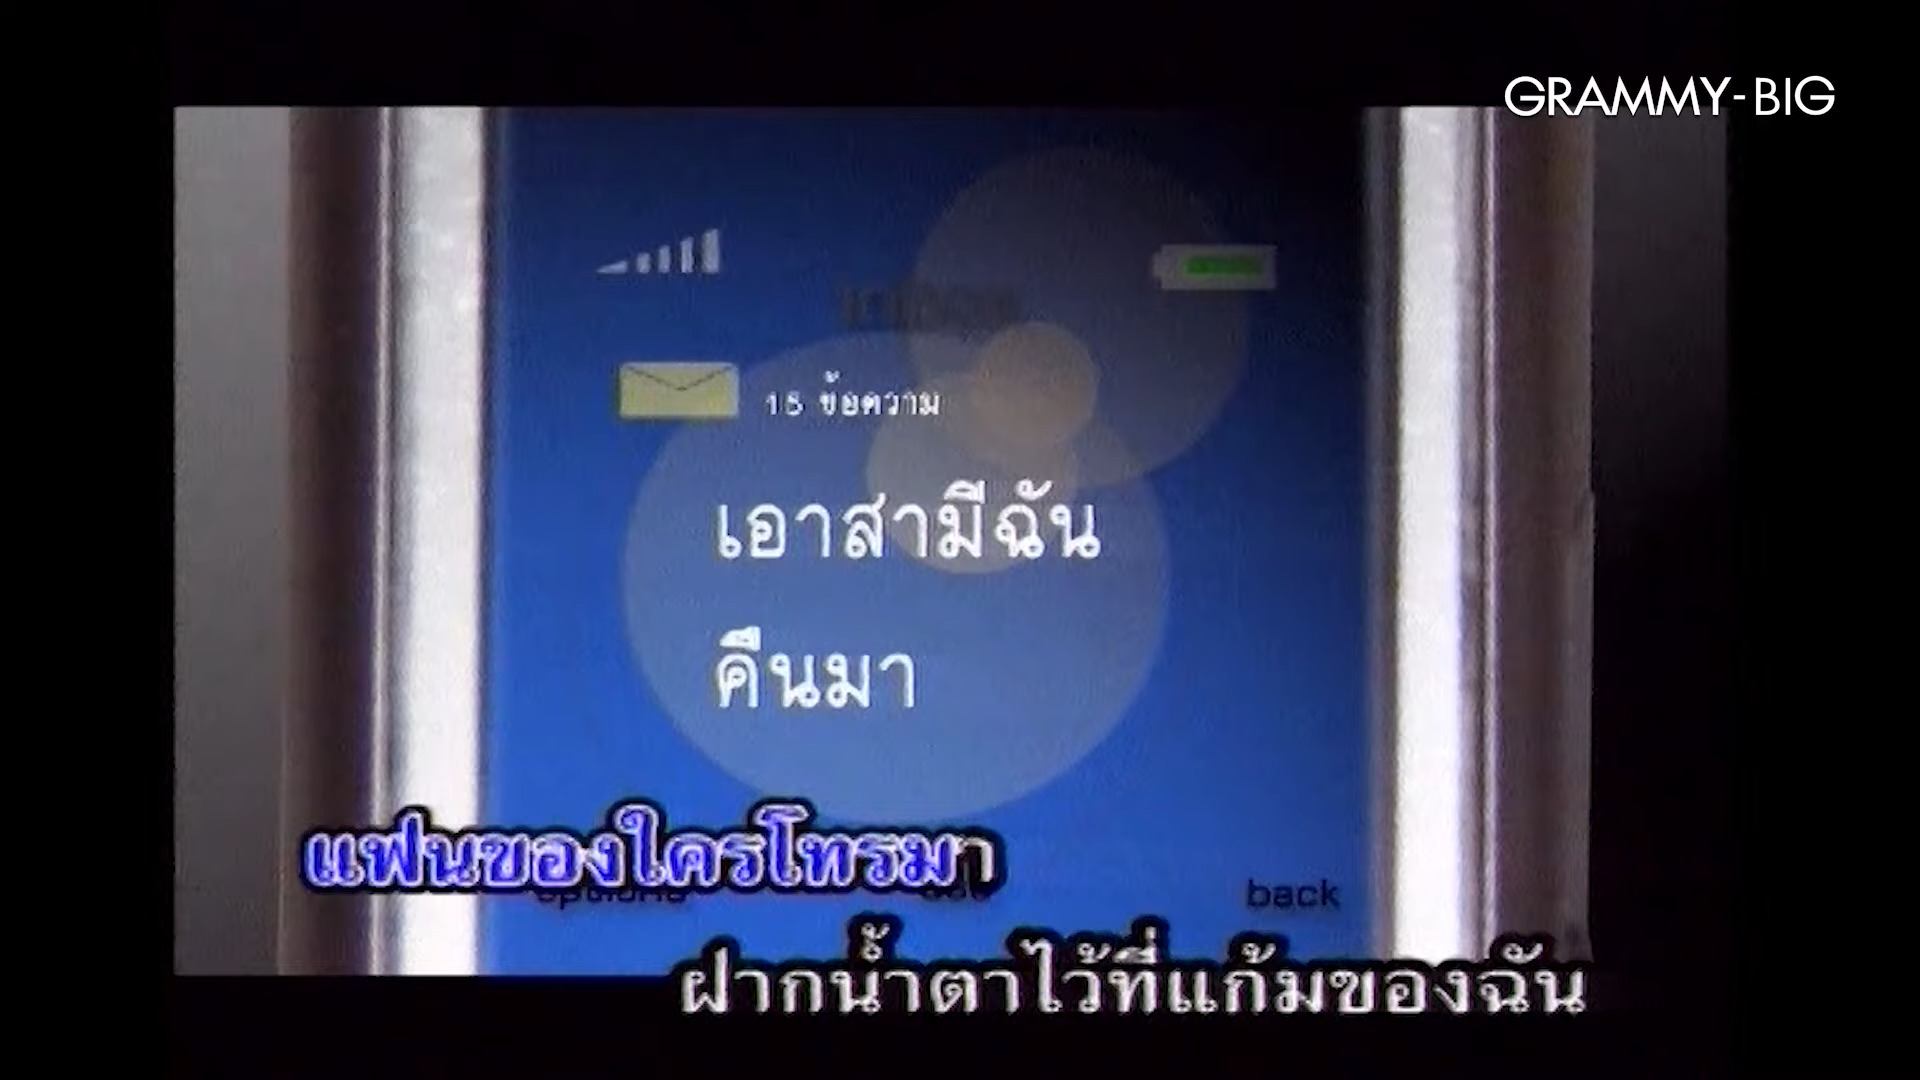 GRAMMY-BIG
ข้อความ
เอาสามีฉัน
คืนมา
แฟนของใครโทรมา
back
ฝากน้ำตาไว้ที่แก้มของฉัน